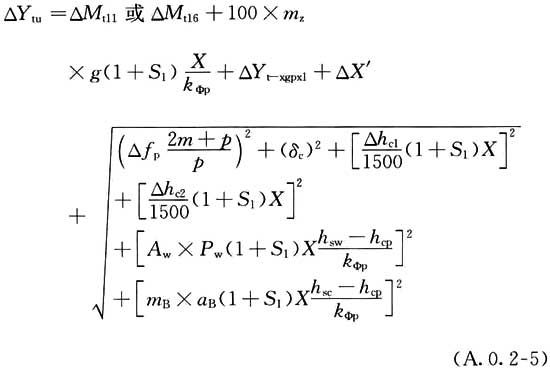 ΔY_tu = ΔM_t11 或 ΔM_t16 + 100 × m_z
× g(1 + S_1) X/k_Φp + ΔY_t−xgpx1 + ΔX′
+ √{ (Δf_p (2m + p)/p)^2 + (δ_c)^2 + [Δh_c1/1500 (1 + S_1)X]^2
+ [Δh_c2/1500 (1 + S_1)X]^2
+ [A_w × P_w(1 + S_1)X (h_sw − h_cp)/k_Φp]^2
+ [m_B × a_B(1 + S_1)X (h_sc − h_cp)/k_Φp]^2 }
(A.0.2-5)